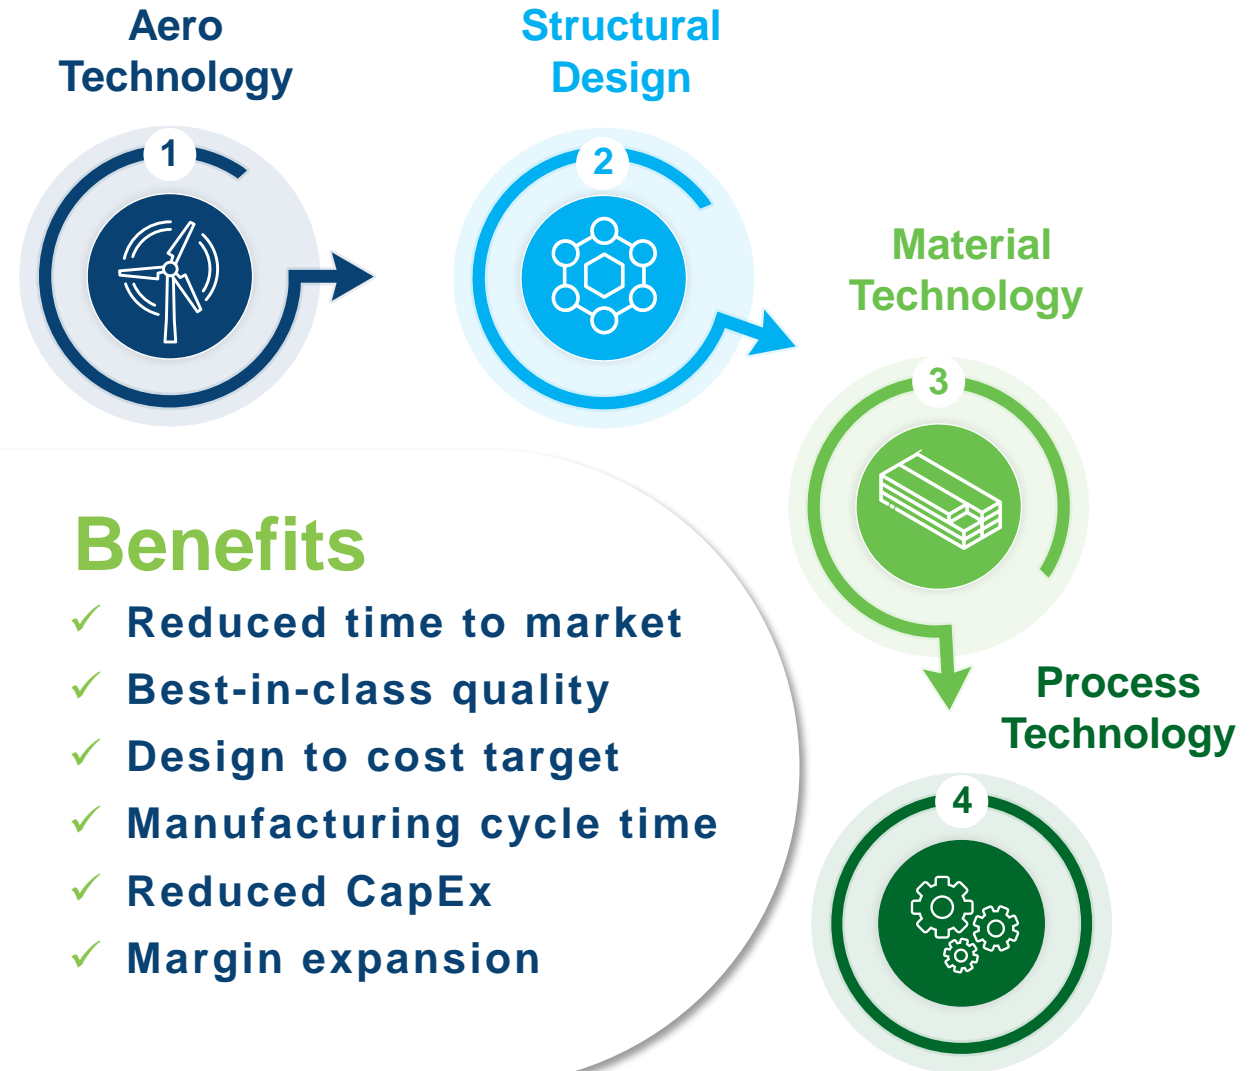 Aero
Technology
1
Structural
Design
2
Material
Technology
3
Process
Technology
4
Benefits
✓ Reduced time to market
✓ Best-in-class quality
✓ Design to cost target
✓ Manufacturing cycle time
✓ Reduced CapEx
✓ Margin expansion